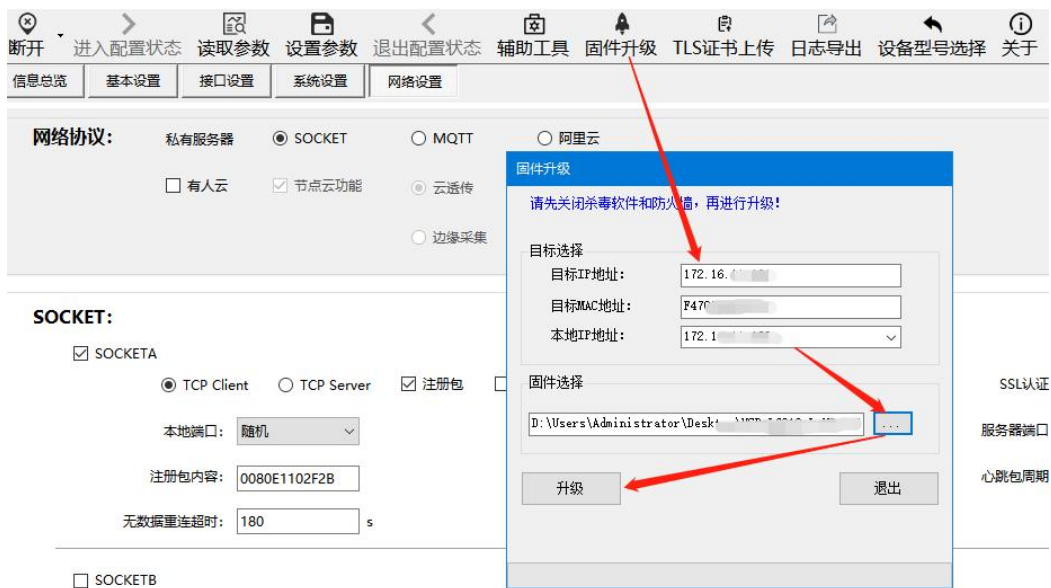 断开 进入配置状态 读取参数 设置参数 退出配置状态 辅助工具 固件升级 TLS证书上传 日志导出 设备型号选择 关于
信息总览 基本设置 接口设置 系统设置 网络设置
网络协议: 私有服务器 SOCKET MQTT 阿里云
有人云 节点云功能 云透传
边缘采集
固件升级
请先关闭杀毒软件和防火墙，再进行升级!
目标选择
目标IP地址: 172.16.
目标MAC地址: F470
本地IP地址: 172.1
固件选择
D:\Users\Administrator\Desk ...
升级 退出
SOCKET:
SOCKETA
TCP Client TCP Server 注册包 SSL认证
本地端口: 随机 服务器端口
注册包内容: 0080E1102F2B 心跳包周期
无数据重连超时: 180 s
SOCKETB